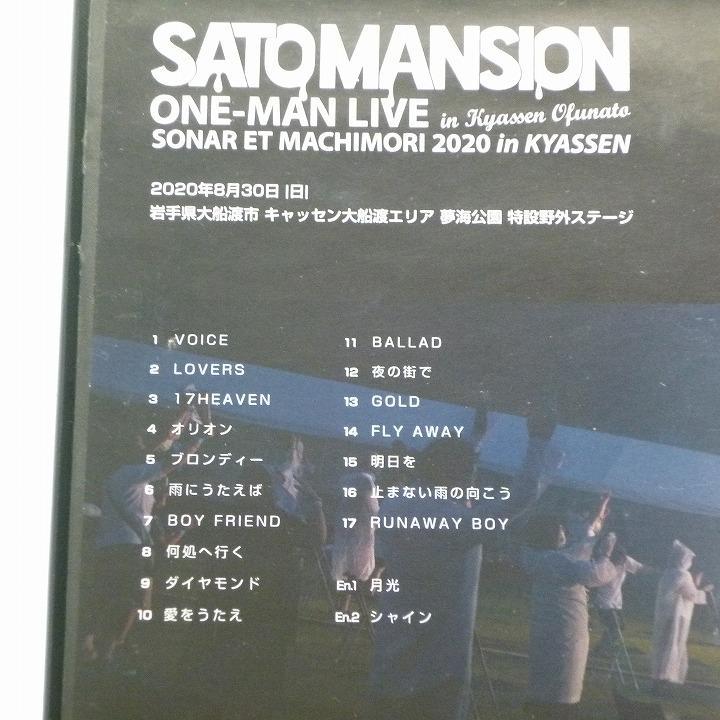 SATOMANSION
ONE-MAN LIVE in Kyassen Ofunato
SONAR ET MACHIMORI 2020 in KYASSEN
2020年8月30日 |日|
岩手県大船渡市 キャッセン大船渡エリア 夢海公園 特設野外ステージ
1 VOICE
2 LOVERS
3 17HEAVEN
4 オリオン
5 ブロンディー
6 雨にうたえば
7 BOY FRIEND
8 何処へ行く
9 ダイヤモンド
10 愛をうたえ
11 BALLAD
12 夜の街で
13 GOLD
14 FLY AWAY
15 明日を
16 止まない雨の向こう
17 RUNAWAY BOY
En.1 月光
En.2 シャイン